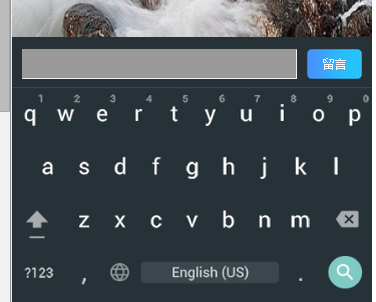 留言
1 2 3 4 5 6 7 8 9 0
q w e r t y u i o p
a s d f g h j k l
z x c v b n m
?123 , English (US) .